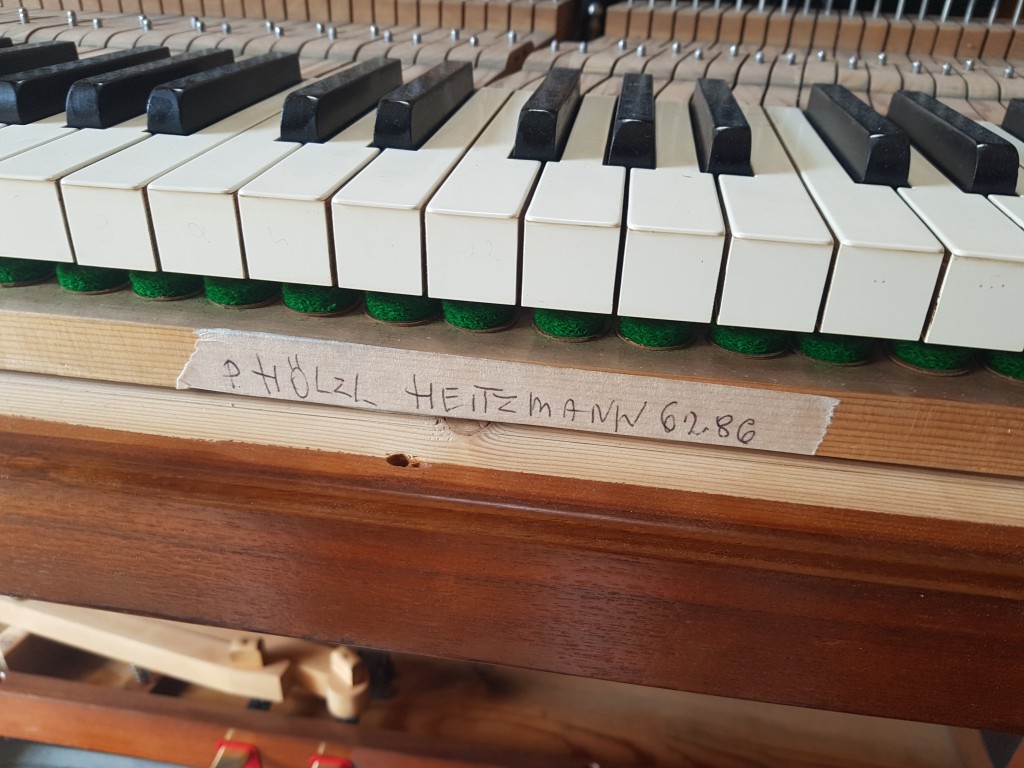 P. HÖLZL HEITZMANN 62.86